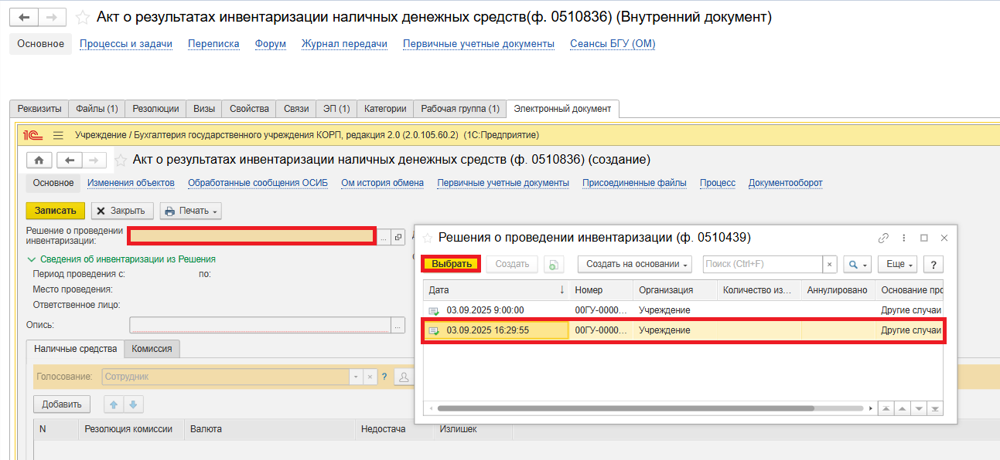 Акт о результатах инвентаризации наличных денежных средств(ф. 0510836) (Внутренний документ)
Основное Процессы и задачи Переписка Форум Журнал передачи Первичные учетные документы Сеансы БГУ (ОМ)
Реквизиты Файлы (1) Резолюции Визы Свойства Связи ЭП (1) Категории Рабочая группа (1) Электронный документ
1С Учреждение / Бухгалтерия государственного учреждения КОРП, редакция 2.0 (2.0.105.60.2) (1С:Предприятие)
Акт о результатах инвентаризации наличных денежных средств (ф. 0510836) (создание)
Основное Изменения объектов Обработанные сообщения ОСИБ Ом история обмена Первичные учетные документы Присоединенные файлы Процесс Документооборот
Записать Закрыть Печать
Решение о проведении
инвентаризации: ...
Сведения об инвентаризации из Решения
Период проведения с: по:
Место проведения:
Ответственное лицо:
Опись: ...
Наличные средства Комиссия
Голосование: Сотрудник ?
Добавить
N Резолюция комиссии Валюта Недостача Излишек
Решения о проведении инвентаризации (ф. 0510439)
Выбрать Создать Создать на основании Поиск (Ctrl+F) × Еще ?
Дата ↓ Номер Организация Количество из... Аннулировано Основание про
03.09.2025 9:00:00 00ГУ-0000... Учреждение Другие случаи
03.09.2025 16:29:55 00ГУ-0000... Учреждение Другие случаи